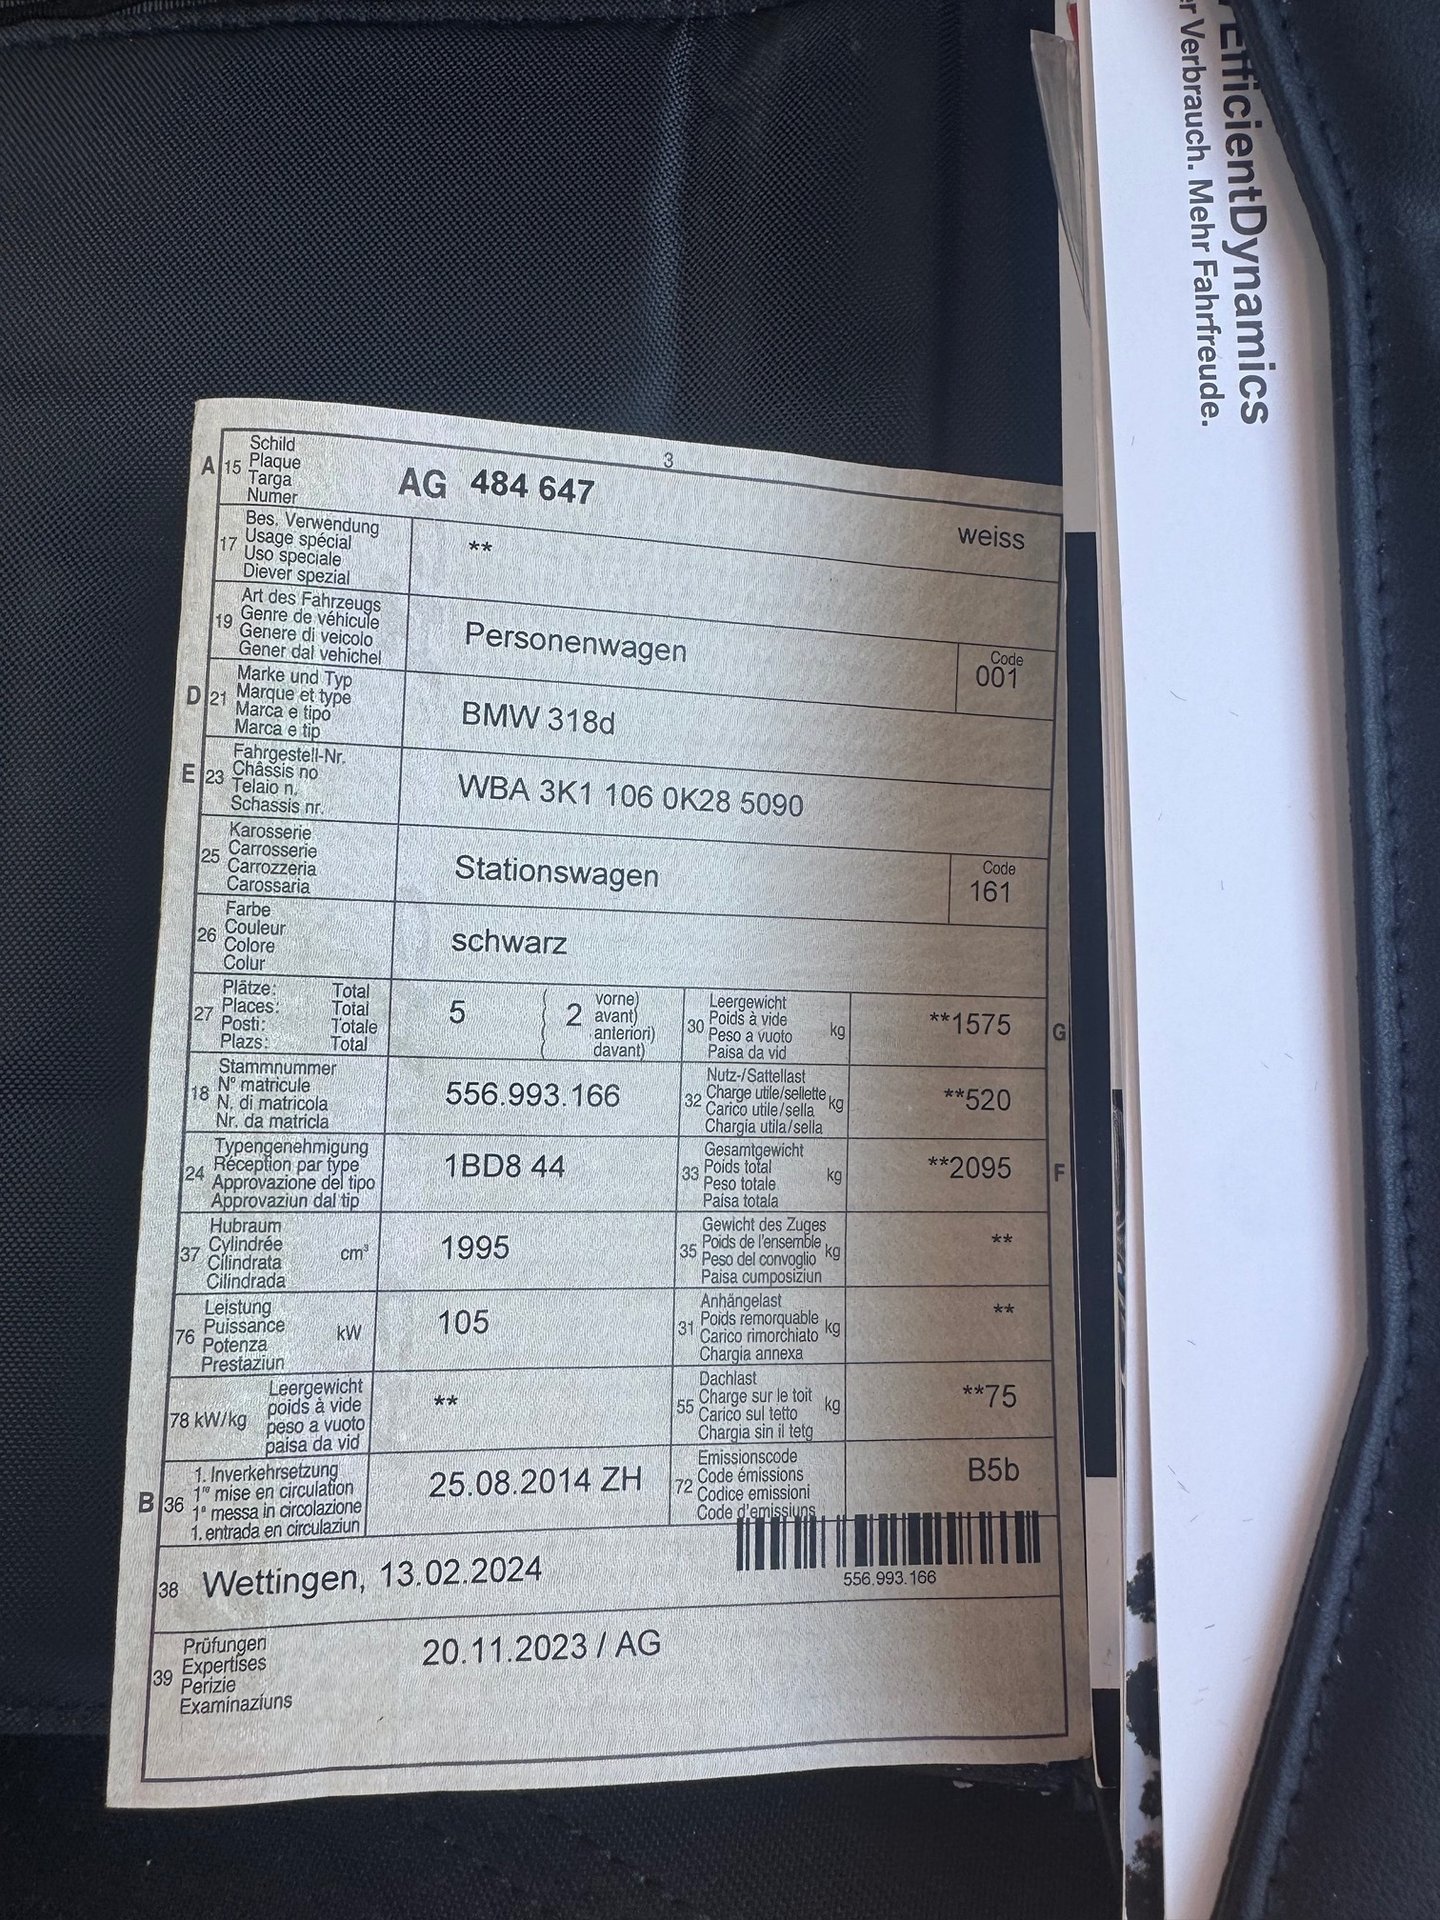 EfficientDynamics
r Verbrauch. Mehr Fahrfreude.
3
A 15 Schild
Plaque
Targa
Numer
AG 484 647
weiss
17 Bes. Verwendung
Usage spécial
Uso speciale
Diever spezial
**
19 Art des Fahrzeugs
Genre de véhicule
Genere di veicolo
Gener dal vehichel
Personenwagen
Code
001
D 21 Marke und Typ
Marque et type
Marca e tipo
Marca e tip
BMW 318d
E 23 Fahrgestell-Nr.
Châssis no
Telaio n.
Schassis nr.
WBA 3K1 106 0K28 5090
25 Karosserie
Carrosserie
Carrozzeria
Carossaria
Stationswagen
Code
161
26 Farbe
Couleur
Colore
Colur
schwarz
27 Plätze: Total
Places: Total
Posti: Totale
Plazs: Total
5 ( 2 vorne)
avant)
anteriori)
davant)
30 Leergewicht
Poids à vide
Peso a vuoto
Paisa da vid
kg
**1575
G
18 Stammnummer
N° matricule
N. di matricola
Nr. da matricla
556.993.166
32 Nutz-/Sattellast
Charge utile/sellette
Carico utile/sella
Chargia utila/sella
kg
**520
24 Typengenehmigung
Réception par type
Approvazione del tipo
Approvaziun dal tip
1BD8 44
33 Gesamtgewicht
Poids total
Peso totale
Paisa totala
kg
**2095
F
37 Hubraum
Cylindrée
Cilindrata
Cilindrada
cm³
1995
35 Gewicht des Zuges
Poids de l'ensemble
Peso del convoglio
Paisa cumposiziun
kg
**
76 Leistung
Puissance
Potenza
Prestaziun
kW
105
31 Anhängelast
Poids remorquable
Carico rimorchiato
Chargia annexa
kg
**
78 kW/kg Leergewicht
poids à vide
peso a vuoto
paisa da vid
**
55 Dachlast
Charge sur le toit
Carico sul tetto
Chargia sin il tetg
kg
**75
B 36 1. Inverkehrsetzung
1re mise en circulation
1a messa in circolazione
1. entrada en circulaziun
25.08.2014 ZH
72 Emissionscode
Code émissions
Codice emissioni
Code d'emissiuns
B5b
38 Wettingen, 13.02.2024
556.993.166
39 Prüfungen
Expertises
Perizie
Examinaziuns
20.11.2023 / AG